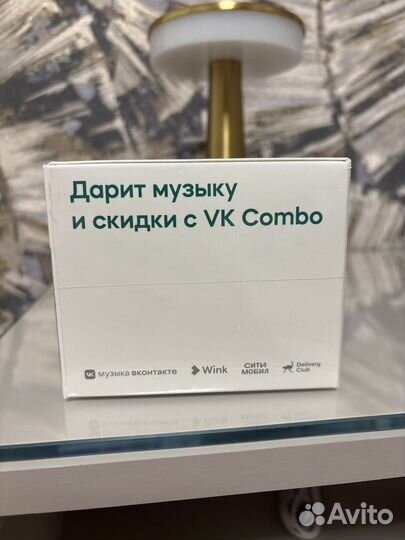 Дарит музыку
и скидки с VK Combo
музыка вконтакте
Wink
СИТИ
МОБИЛ
Delivery
Club
Avito